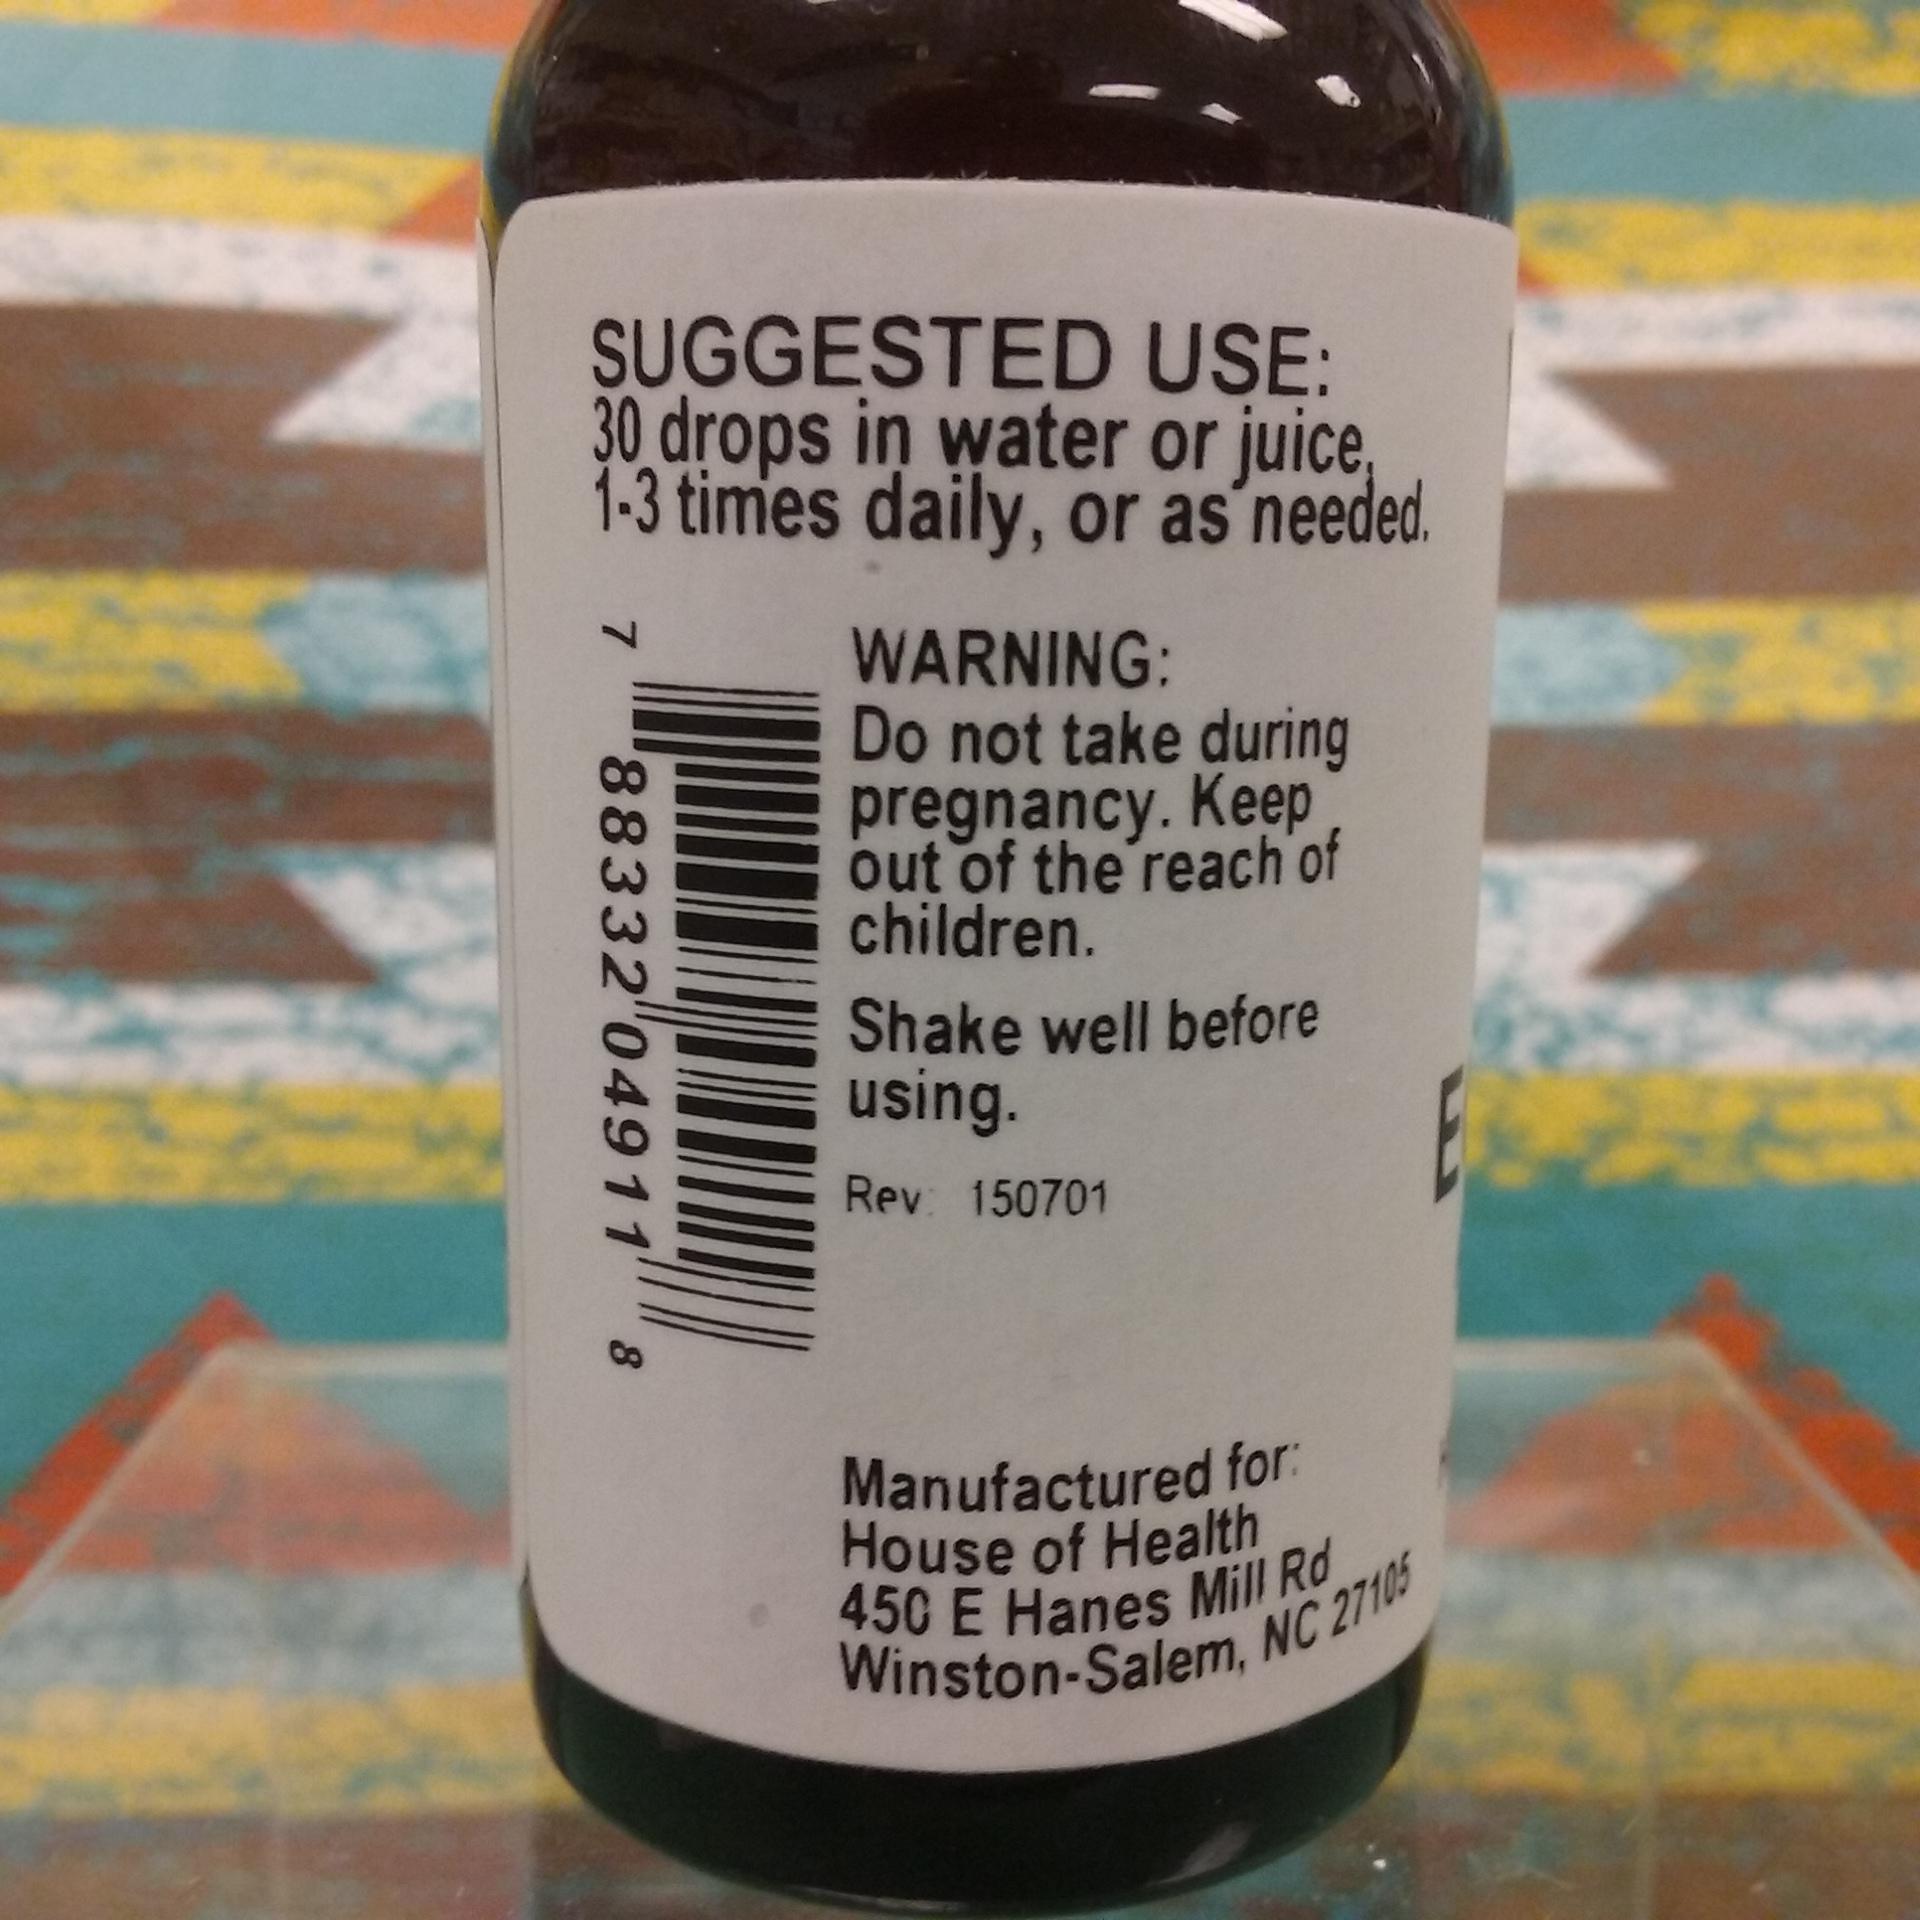 SUGGESTED USE:
30 drops in water or juice,
1-3 times daily, or as needed.
7 88332 04911 8
WARNING:
Do not take during
pregnancy. Keep
out of the reach of
children.
Shake well before
using.
Rev: 150701
Manufactured for:
House of Health
450 E Hanes Mill Rd
Winston-Salem, NC 27105